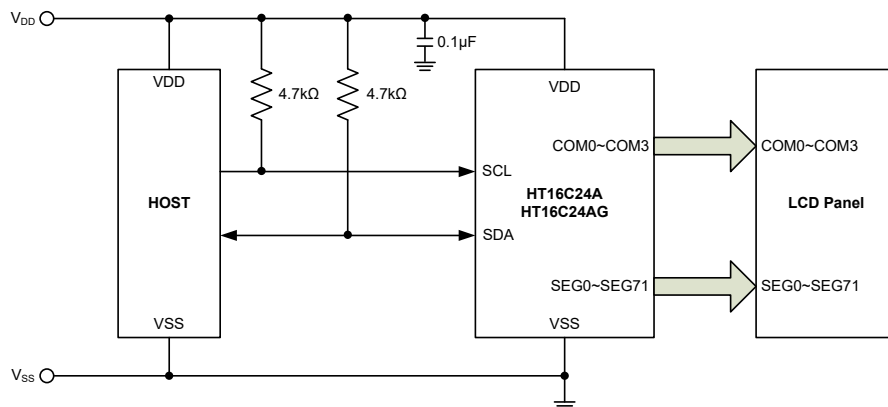 VDD
0.1µF
VDD
4.7kΩ
4.7kΩ
VDD
COM0~COM3
COM0~COM3
SCL
HOST
HT16C24A
HT16C24AG
LCD Panel
SDA
SEG0~SEG71
SEG0~SEG71
VSS
VSS
VSS